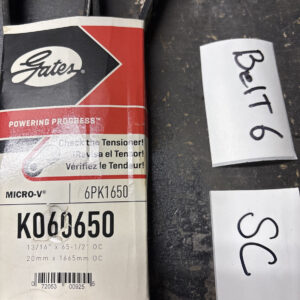 Gates
POWERING PROGRESS™
Check the Tensioner!
¡Revisa el Tensor!
Vérifiez le Tendeur!
MICRO-V® 6PK1650
K060650
13/16" x 65-1/2" OC
20mm x 1665mm OC
0 72053 00925
Belt 6
SC